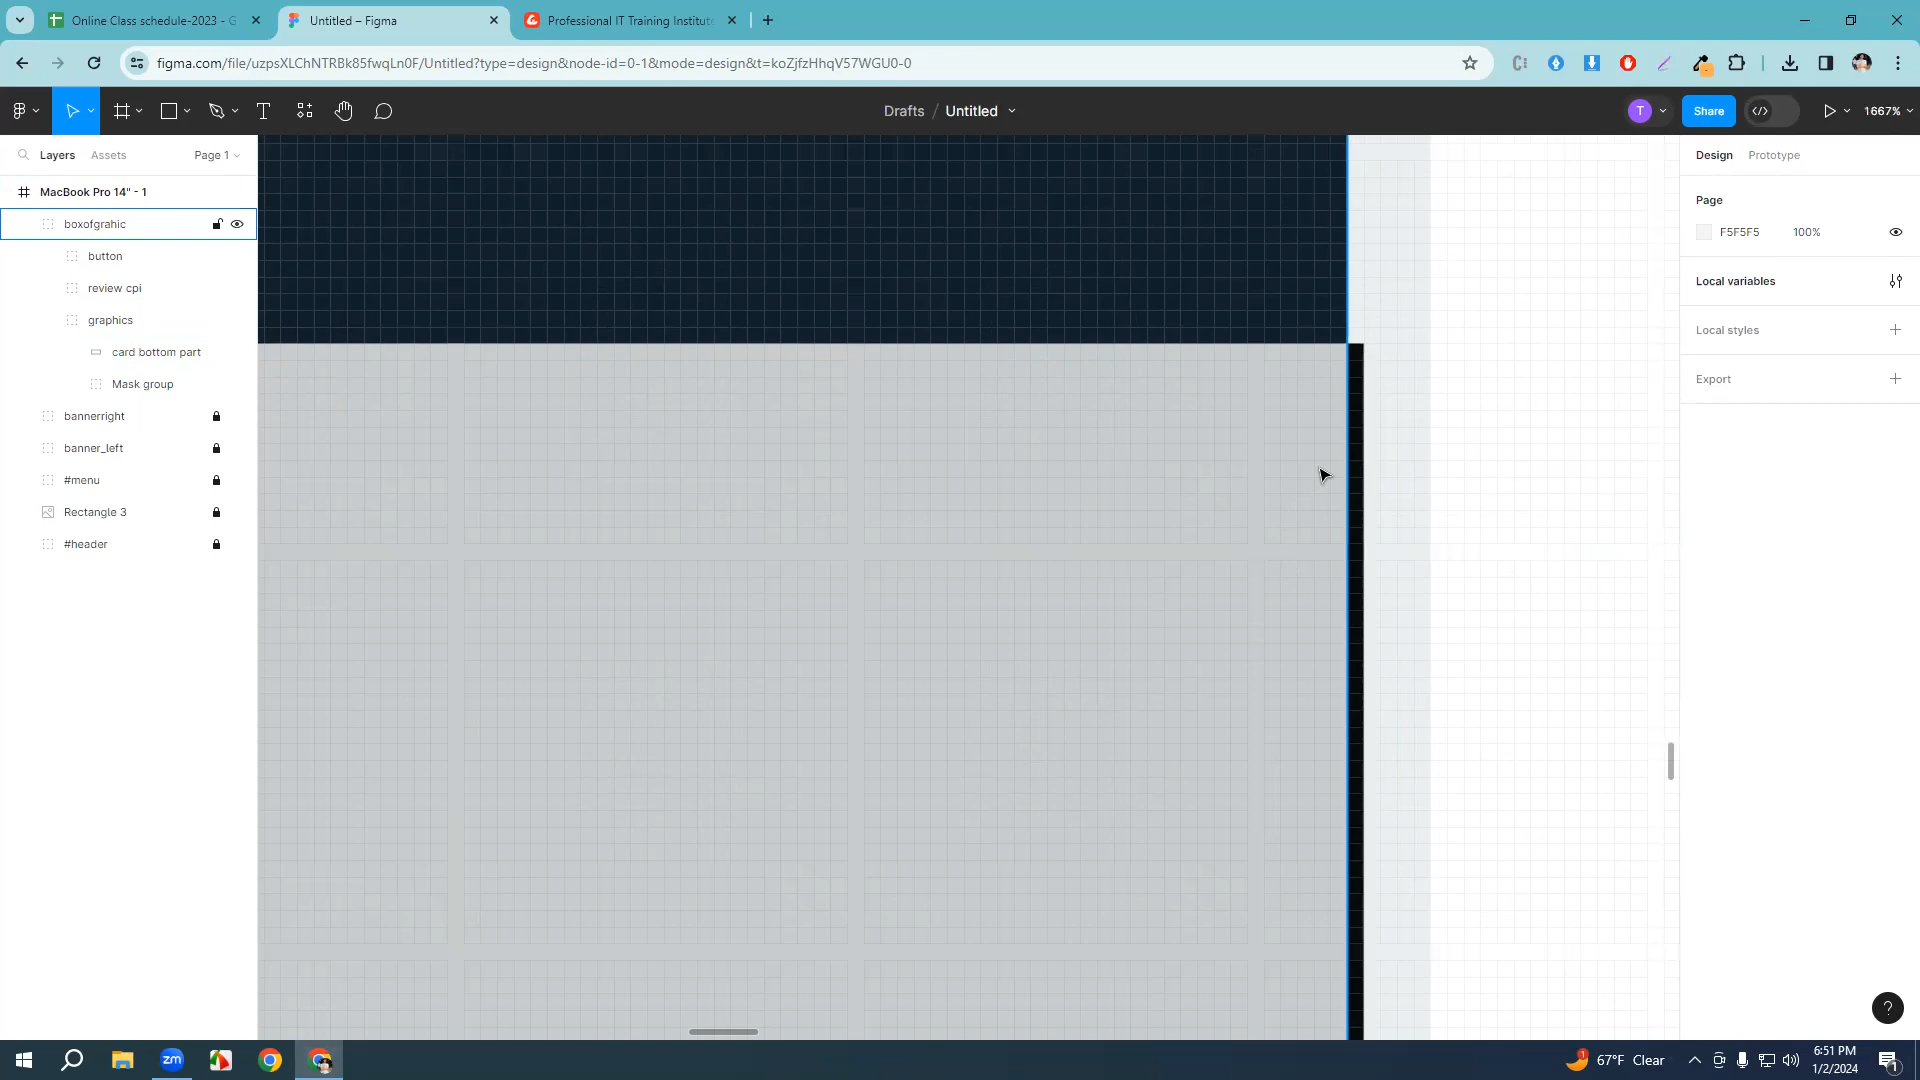 Online Class schedule-2023 - G
Untitled – Figma
Professional IT Training Institute
figma.com/file/uzpsXLChNTRBk85fwqLn0F/Untitled?type=design&node-id=0-1&mode=design&t=koZjfzHhqV57WGU0-0
Drafts / Untitled
T
Share
1667%
Layers
Assets
Page 1
MacBook Pro 14" - 1
boxofgrahic
button
review cpi
graphics
card bottom part
Mask group
bannerright
banner_left
#menu
Rectangle 3
#header
Design
Prototype
Page
F5F5F5 100%
Local variables
Local styles
Export
?
zm
1
67°F Clear
6:51 PM
1/2/2024
1